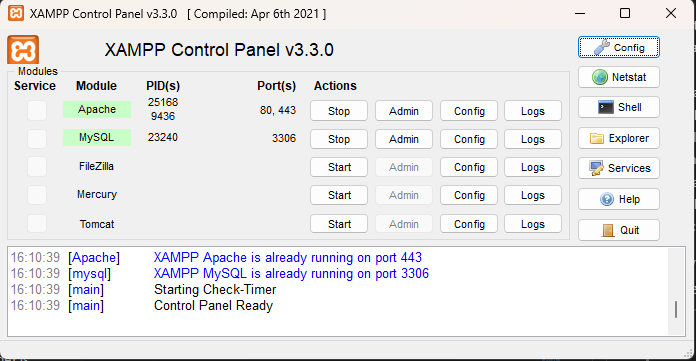 XAMPP Control Panel v3.3.0 [ Compiled: Apr 6th 2021 ]
XAMPP Control Panel v3.3.0
Config
Modules
Service Module PID(s) Port(s) Actions
Netstat
Apache 25168 9436 80, 443 Stop Admin Config Logs
Shell
MySQL 23240 3306 Stop Admin Config Logs
Explorer
FileZilla Start Admin Config Logs
Services
Mercury Start Admin Config Logs
Help
Tomcat Start Admin Config Logs
Quit
16:10:39 [Apache] XAMPP Apache is already running on port 443
16:10:39 [mysql] XAMPP MySQL is already running on port 3306
16:10:39 [main] Starting Check-Timer
16:10:39 [main] Control Panel Ready